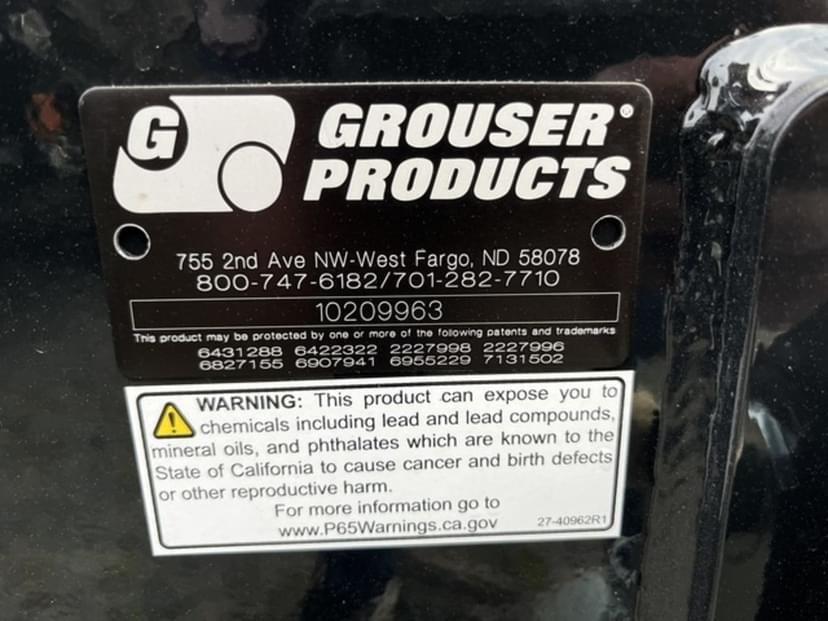 G
GROUSER®
PRODUCTS
755 2nd Ave NW-West Fargo, ND 58078
800-747-6182/701-282-7710
10209963
This product may be protected by one or more of the following patents and trademarks
6431288 6422322 2227998 2227996
6827155 6907941 6955229 7131502
WARNING: This product can expose you to
chemicals including lead and lead compounds,
mineral oils, and phthalates which are known to the
State of California to cause cancer and birth defects
or other reproductive harm.
For more information go to
www.P65Warnings.ca.gov
27-40962R1